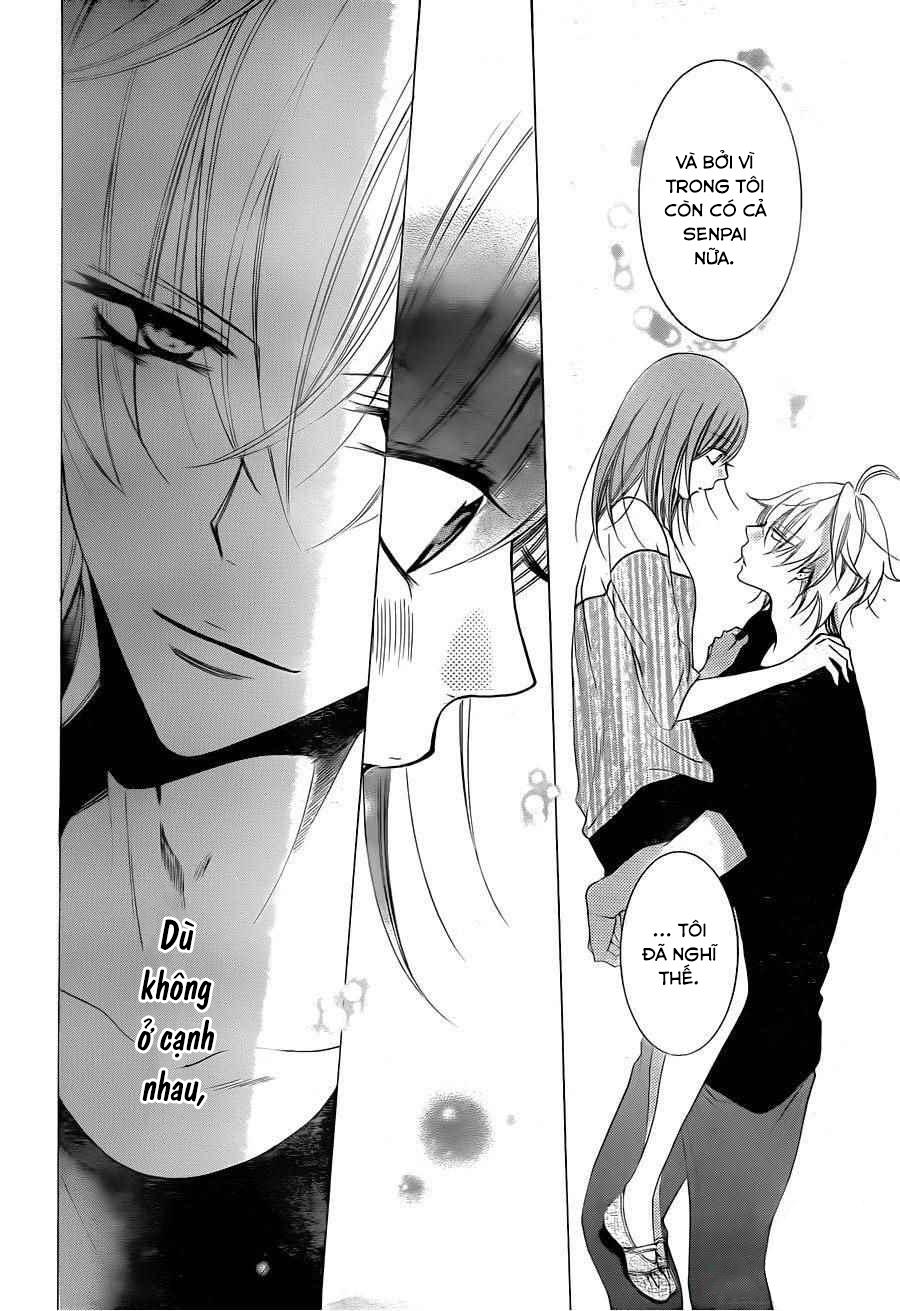 VÀ BỞI VÌ
TRONG TÔI
CÒN CÓ CẢ
SENPAI
NỮA.
... TÔI
ĐÃ NGHĨ
THẾ.
Dù
không
ở cạnh
nhau,